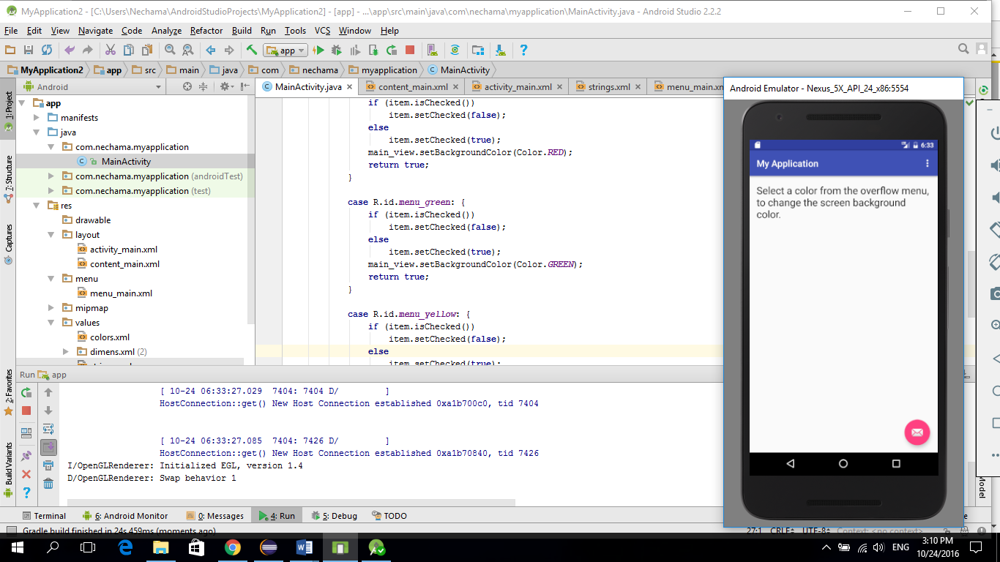 MyApplication2 - [C:\Users\Nechama\AndroidStudioProjects\MyApplication2] - [app] - ...\app\src\main\java\com\nechama\myapplication\MainActivity.java - Android Studio 2.2.2
File Edit View Navigate Code Analyze Refactor Build Run Tools VCS Window Help
app
MyApplication2 app src main java com nechama myapplication MainActivity
Android
MainActivity.java content_main.xml activity_main.xml strings.xml menu_main.xml
1: Project
7: Structure
Captures
2: Favorites
Build Variants
app
manifests
java
com.nechama.myapplication
MainActivity
com.nechama.myapplication (androidTest)
com.nechama.myapplication (test)
res
drawable
layout
activity_main.xml
content_main.xml
menu
menu_main.xml
mipmap
values
colors.xml
dimens.xml (2)
if (item.isChecked())
item.setChecked(false);
else
item.setChecked(true);
main_view.setBackgroundColor(Color.RED);
return true;
}
case R.id.menu_green: {
if (item.isChecked())
item.setChecked(false);
else
item.setChecked(true);
main_view.setBackgroundColor(Color.GREEN);
return true;
}
case R.id.menu_yellow: {
if (item.isChecked())
item.setChecked(false);
else
item.setChecked(true);
Android Emulator - Nexus_5X_API_24_x86:5554
6:33
My Application
Select a color from the overflow menu,
to change the screen background
color.
Run app
[ 10-24 06:33:27.029 7404: 7404 D/ ]
HostConnection::get() New Host Connection established 0xa1b700c0, tid 7404
[ 10-24 06:33:27.085 7404: 7426 D/ ]
HostConnection::get() New Host Connection established 0xa1b70840, tid 7426
I/OpenGLRenderer: Initialized EGL, version 1.4
D/OpenGLRenderer: Swap behavior 1
Model
Terminal 6: Android Monitor 0: Messages 4: Run 5: Debug TODO
Gradle build finished in 24s 459ms (moments ago)
27:1 CRLF UTF-8 Context: <no context>
ENG
3:10 PM
10/24/2016